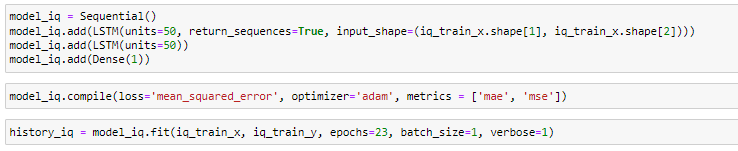 model_iq = Sequential()
model_iq.add(LSTM(units=50, return_sequences=True, input_shape=(iq_train_x.shape[1], iq_train_x.shape[2])))
model_iq.add(LSTM(units=50))
model_iq.add(Dense(1))
model_iq.compile(loss='mean_squared_error', optimizer='adam', metrics = ['mae', 'mse'])
history_iq = model_iq.fit(iq_train_x, iq_train_y, epochs=23, batch_size=1, verbose=1)